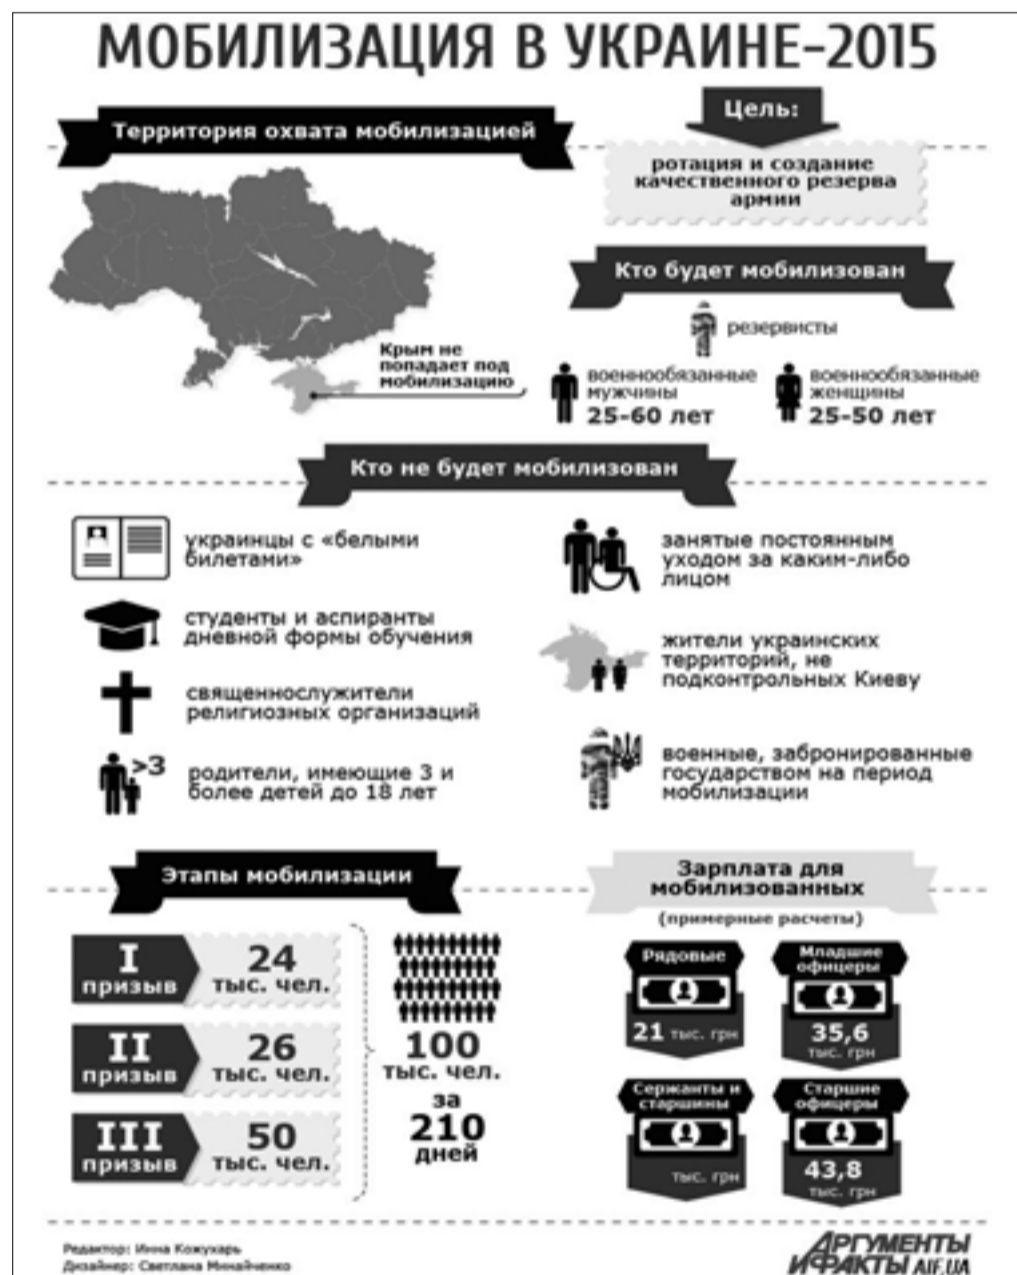 МОБИЛИЗАЦИЯ В УКРАИНЕ-2015
Территория охвата мобилизацией
Крым не
попадает под
мобилизацию
Цель:
ротация и создание
качественного резерва
армии
Кто будет мобилизован
резервисты
военнообязанные
мужчины
25-60 лет
военнообязанные
женщины
25-50 лет
Кто не будет мобилизован
украинцы с «белыми
билетами»
студенты и аспиранты
дневной формы обучения
священнослужители
религиозных организаций
>3
родители, имеющие 3 и
более детей до 18 лет
занятые постоянным
уходом за каким-либо
лицом
жители украинских
территорий, не
подконтрольных Киеву
военные, забронированные
государством на период
мобилизации
Этапы мобилизации
I
призыв
24
тыс. чел.
II
призыв
26
тыс. чел.
III
призыв
50
тыс. чел.
100
тыс. чел.
за
210
дней
Зарплата для
мобилизованных
(примерные расчеты)
Рядовые
21 тыс. грн
Младшие
офицеры
35,6
тыс. грн
Сержанты и
старшины
тыс. грн
Старшие
офицеры
43,8
тыс. грн
Редактор: Инна Кожухарь
Дизайнер: Светлана Минайченко
АРГУМЕНТЫ
И ФАКТЫ AIF.UA